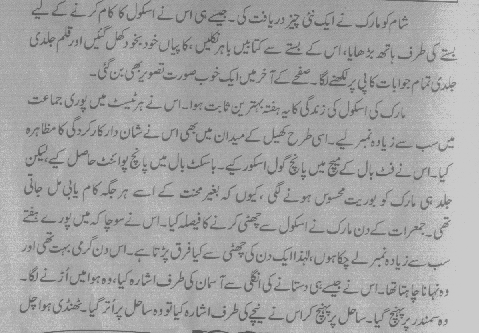 شام کو مارک نے ایک نئی چیز دریافت کی۔ جیسے ہی اس نے اسکول کا کام کرنے کے لیے
بستے کی طرف ہاتھ بڑھایا، اس کے بستے سے کتابیں باہر نکلیں، کاپیاں خود بخود کھل گئیں اور قلم جلدی
جلدی تمام جوابات کاپی پر لکھنے لگا۔ صفحے کے آخر میں ایک خوب صورت تصویر بھی بن گئی۔
مارک کی اسکول کی زندگی کا یہ ہفتہ بہترین ثابت ہوا۔ اس نے ہر ٹیسٹ میں پوری جماعت
میں سب سے زیادہ نمبر لیے۔ اسی طرح کھیل کے میدان میں بھی اس نے شان دار کارکردگی کا مظاہرہ
کیا۔ اس نے فٹ بال کے میچ میں پانچ گول اسکور کیے۔ باسکٹ بال میں پانچ پوائنٹ حاصل کیے، لیکن
جلد ہی مارک کو بوریت محسوس ہونے لگی، کیوں کہ بغیر محنت کے اسے ہر جگہ کام یابی مل جاتی
تھی۔ جمعرات کے دن مارک نے اسکول سے چھٹی کرنے کا فیصلہ کیا۔ اس نے سوچا کہ میں پورے ہفتے
سب سے زیادہ نمبر لے چکا ہوں، لہٰذا ایک دن کی چھٹی سے کیا فرق پڑتا ہے۔ اس دن گرمی بہت تھی اور
وہ نہانا چاہتا تھا۔ اس نے جیسے ہی دستانے کی انگلی سے آسمان کی طرف اشارہ کیا، وہ ہوا میں اڑنے لگا۔
وہ سمندر پر پہنچ گیا۔ ساحل پر پہنچ کر اس نے نیچے کی طرف اشارہ کیا تو وہ ساحل پر اتر گیا۔ ٹھنڈی ہوا چل